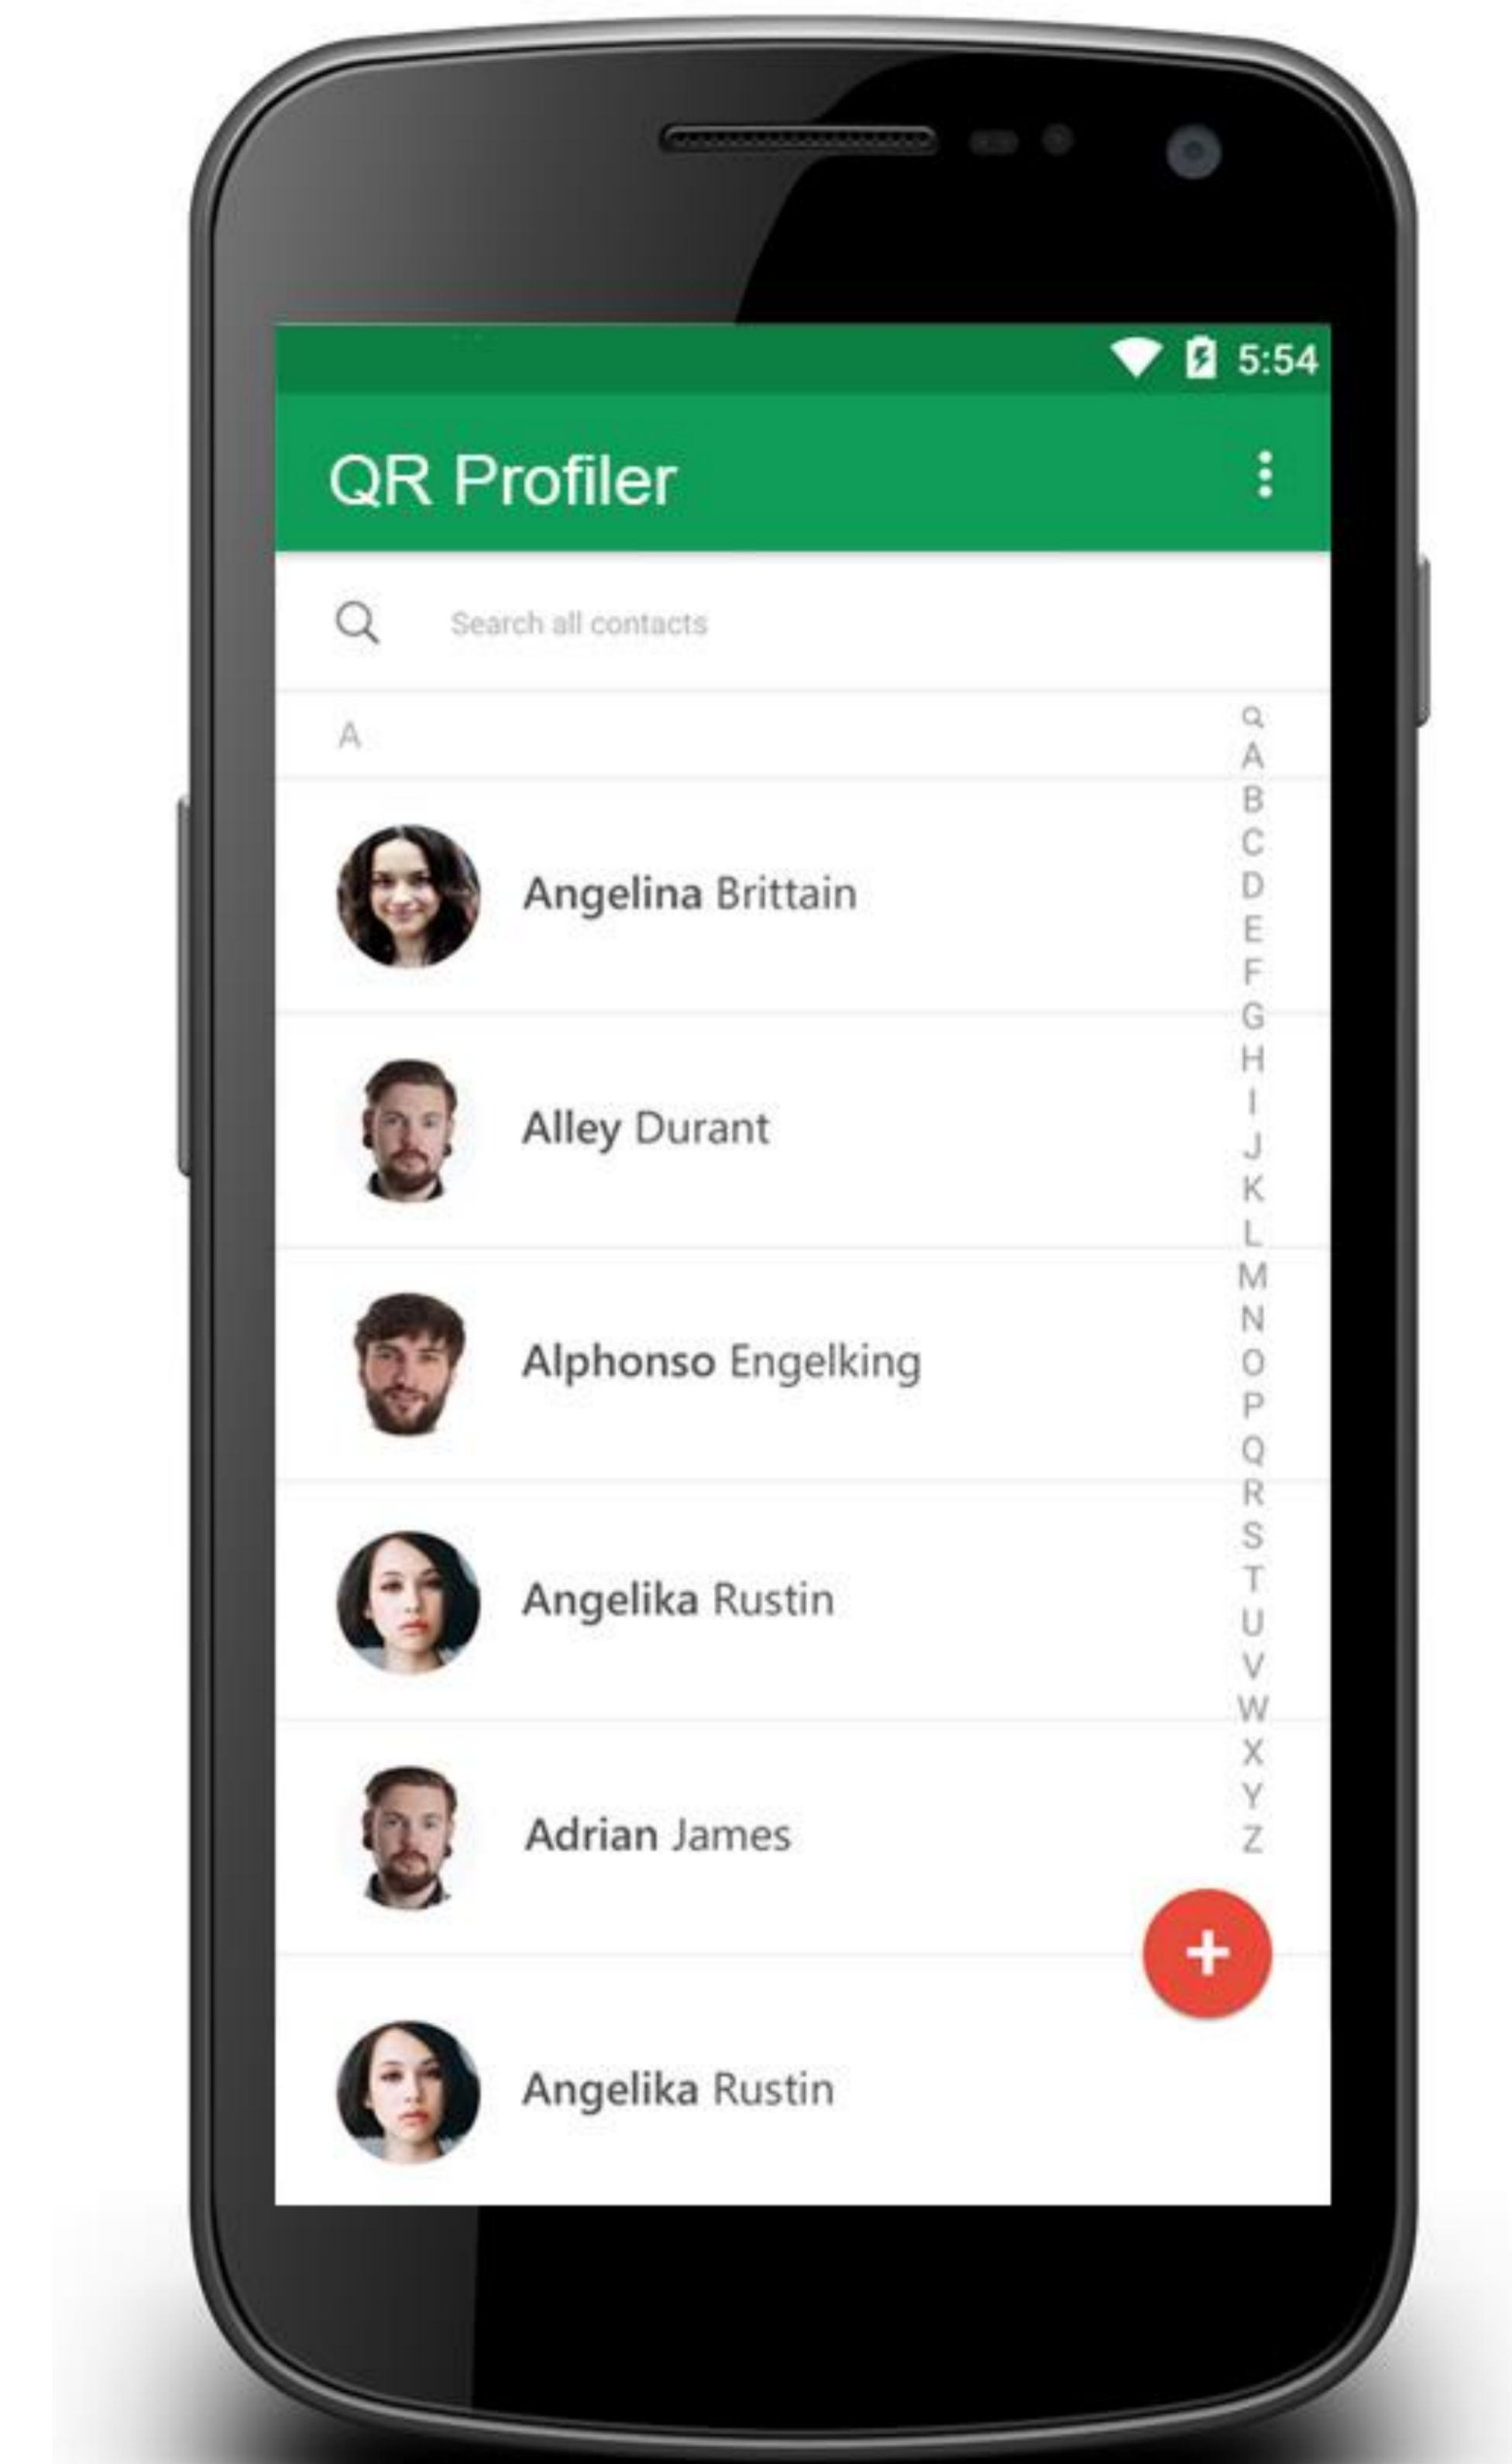 5:54
QR Profiler
Search all contacts
A
A
B
Angelina Brittain
C
D
E
F
G
H
Alley Durant
I
J
K
L
M
N
Alphonso Engelking
O
P
Q
R
S
T
Angelika Rustin
U
V
W
X
Y
Adrian James
Z
+
Angelika Rustin